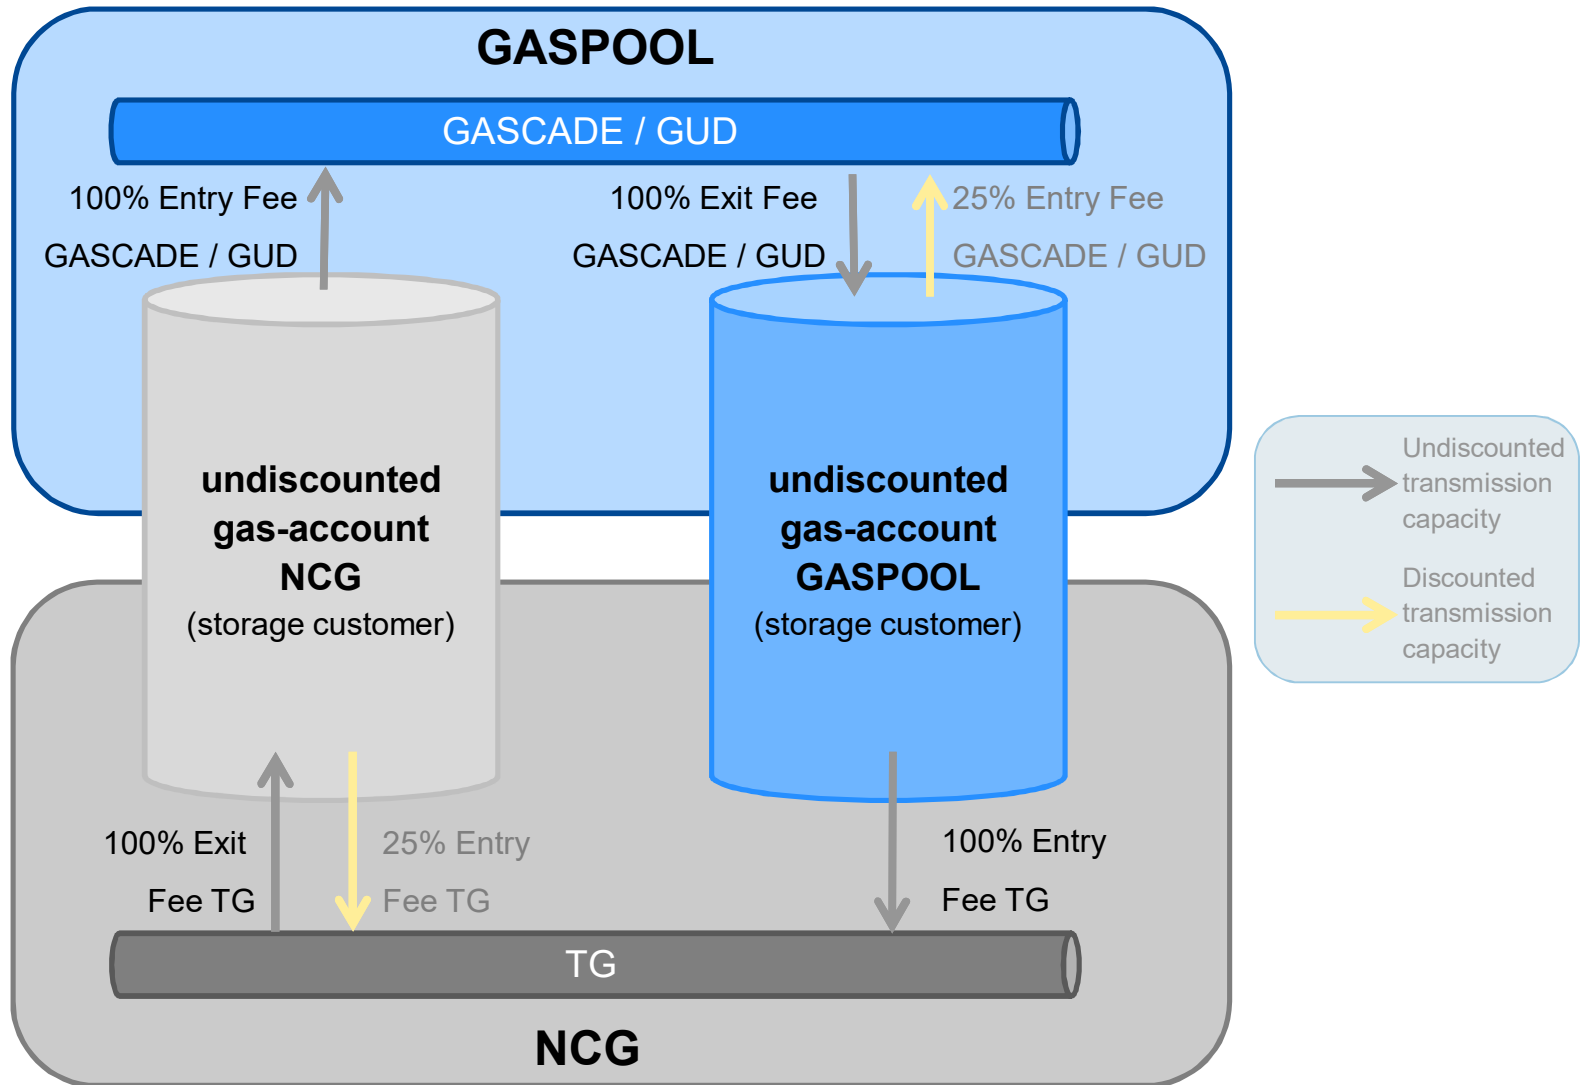 GASPOOL
GASCADE / GUD
100% Entry Fee
GASCADE / GUD
100% Exit Fee
GASCADE / GUD
25% Entry Fee
GASCADE / GUD
undiscounted
gas-account
NCG
(storage customer)
undiscounted
gas-account
GASPOOL
(storage customer)
Undiscounted
transmission
capacity
Discounted
transmission
capacity
100% Exit
Fee TG
25% Entry
Fee TG
100% Entry
Fee TG
TG
NCG